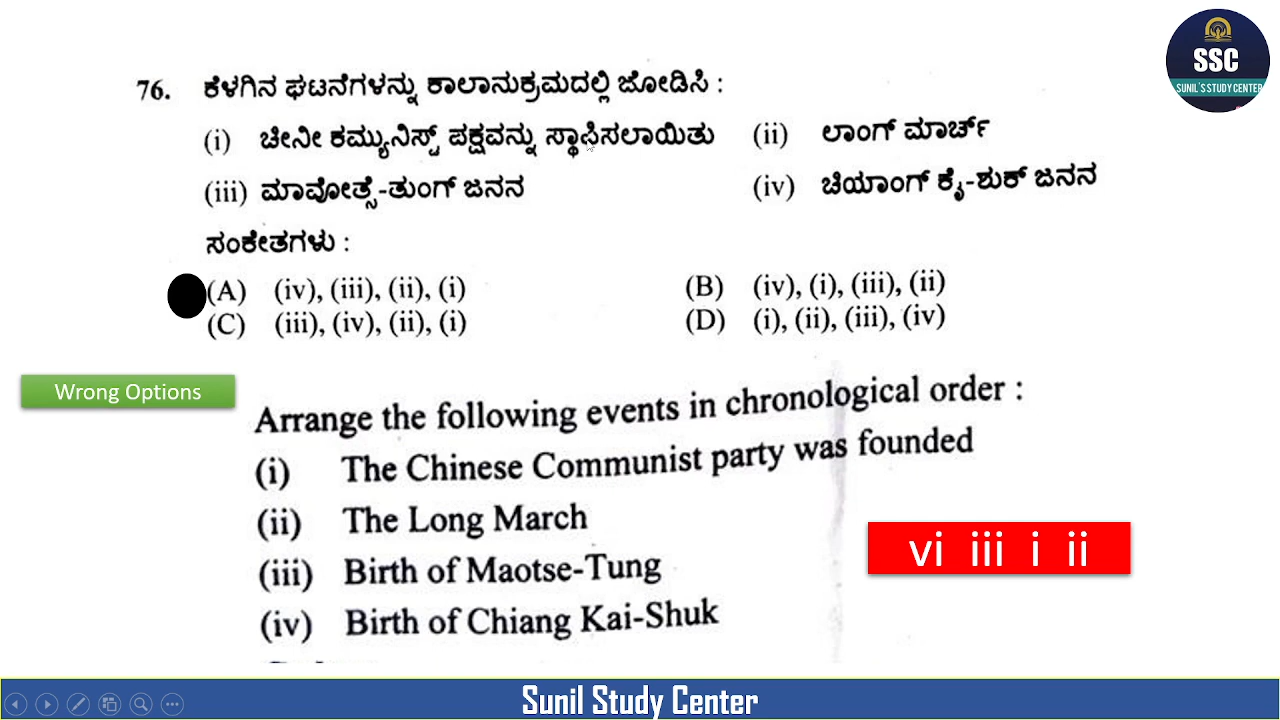 SSC
SUNIL'S STUDY CENTER
76. ಕೆಳಗಿನ ಘಟನೆಗಳನ್ನು ಕಾಲಾನುಕ್ರಮದಲ್ಲಿ ಜೋಡಿಸಿ :
(i) ಚೀನೀ ಕಮ್ಯುನಿಸ್ಟ್ ಪಕ್ಷವನ್ನು ಸ್ಥಾಪಿಸಲಾಯಿತು (ii) ಲಾಂಗ್ ಮಾರ್ಚ್
(iii) ಮಾವೋತ್ಸೆ-ತುಂಗ್ ಜನನ (iv) ಚಿಯಾಂಗ್ ಕೈ-ಶುಕ್ ಜನನ
ಸಂಕೇತಗಳು :
(A) (iv), (iii), (ii), (i) (B) (iv), (i), (iii), (ii)
(C) (iii), (iv), (ii), (i) (D) (i), (ii), (iii), (iv)
Wrong Options
Arrange the following events in chronological order :
(i) The Chinese Communist party was founded
(ii) The Long March
(iii) Birth of Maotse-Tung
(iv) Birth of Chiang Kai-Shuk
vi iii i ii
Sunil Study Center